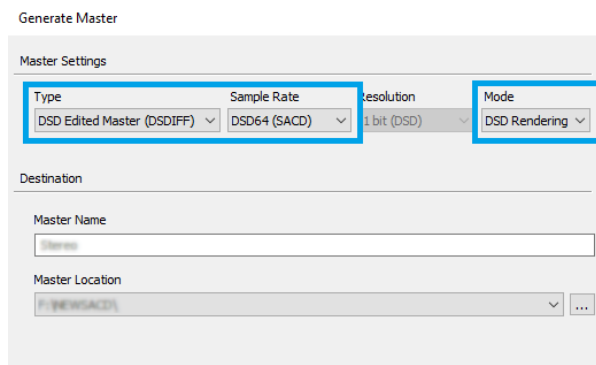 Generate Master
Master Settings
Type Sample Rate Resolution Mode
DSD Edited Master (DSDIFF) DSD64 (SACD) 1 bit (DSD) DSD Rendering
Destination
Master Name
Stereo
Master Location
F:\NEWSACD\ ...